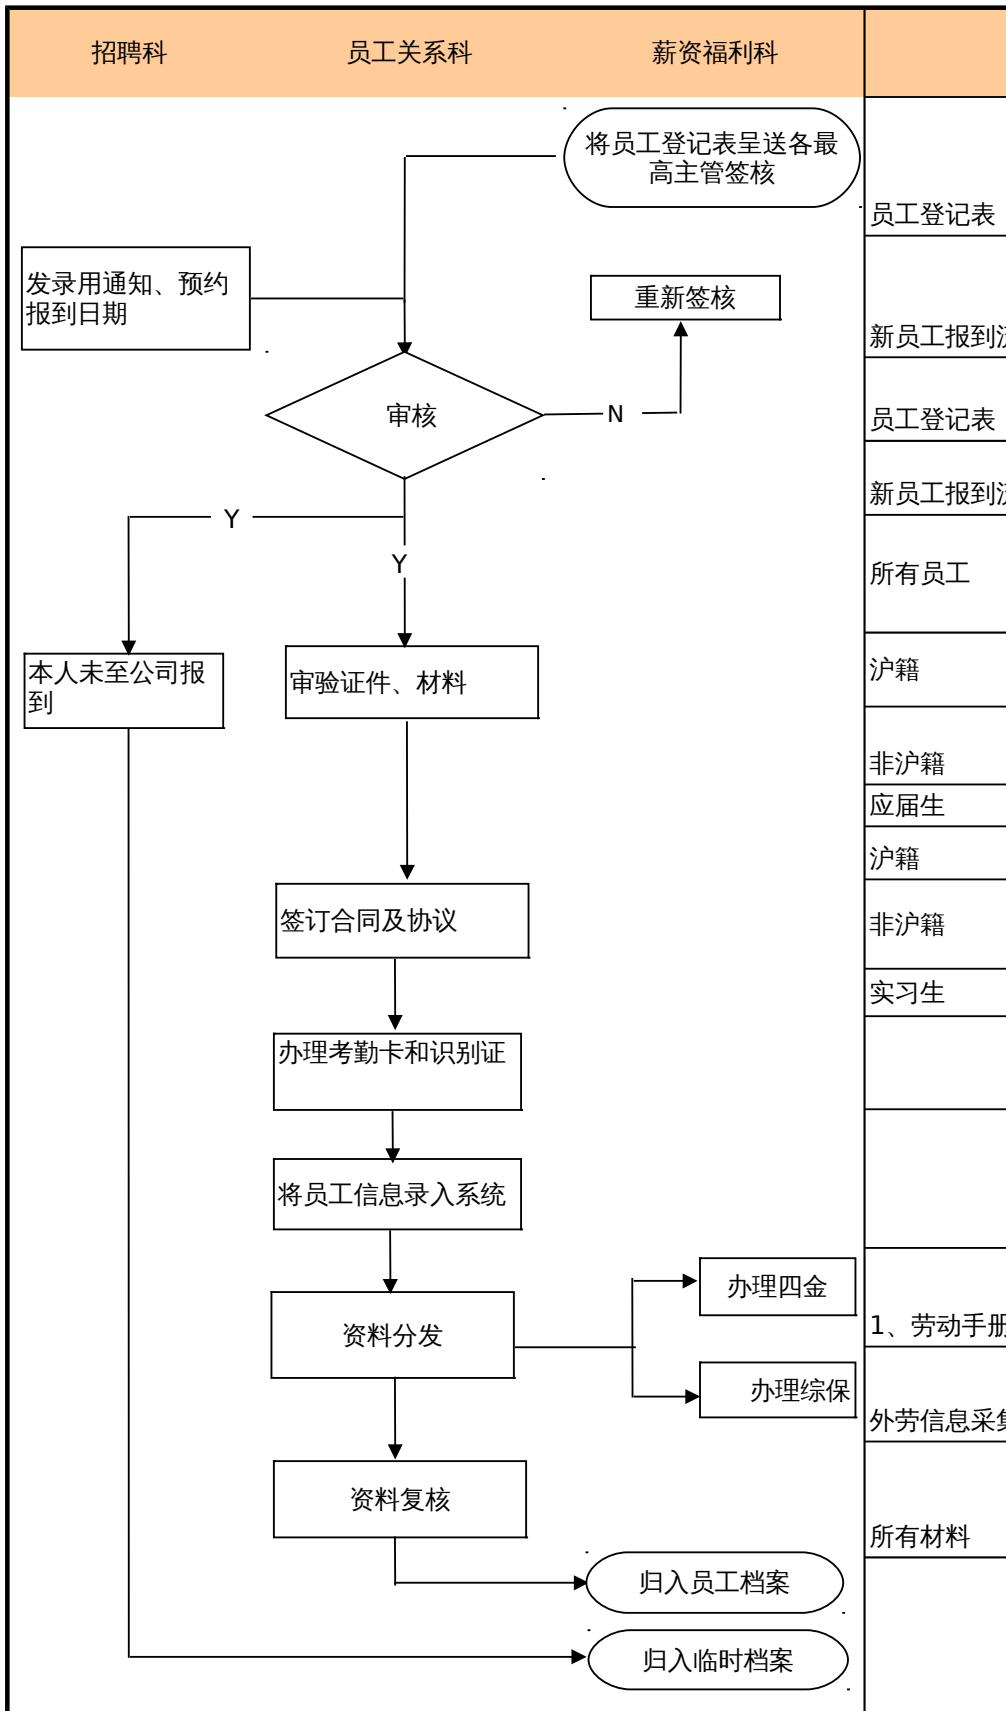 招聘科
员工关系科
薪资福利科
将员工登记表呈送各最
高主管签核
员工登记表
发录用通知、预约
报到日期
重新签核
新员工报到
审核
N
员工登记表
新员工报到
Y
Y
所有员工
本人未至公司报
到
审验证件、材料
沪籍
非沪籍
应届生
沪籍
签订合同及协议
非沪籍
实习生
办理考勤卡和识别证
将员工信息录入系统
办理四金
资料分发
1、劳动手册
办理综保
外劳信息采集
资料复核
所有材料
归入员工档案
归入临时档案